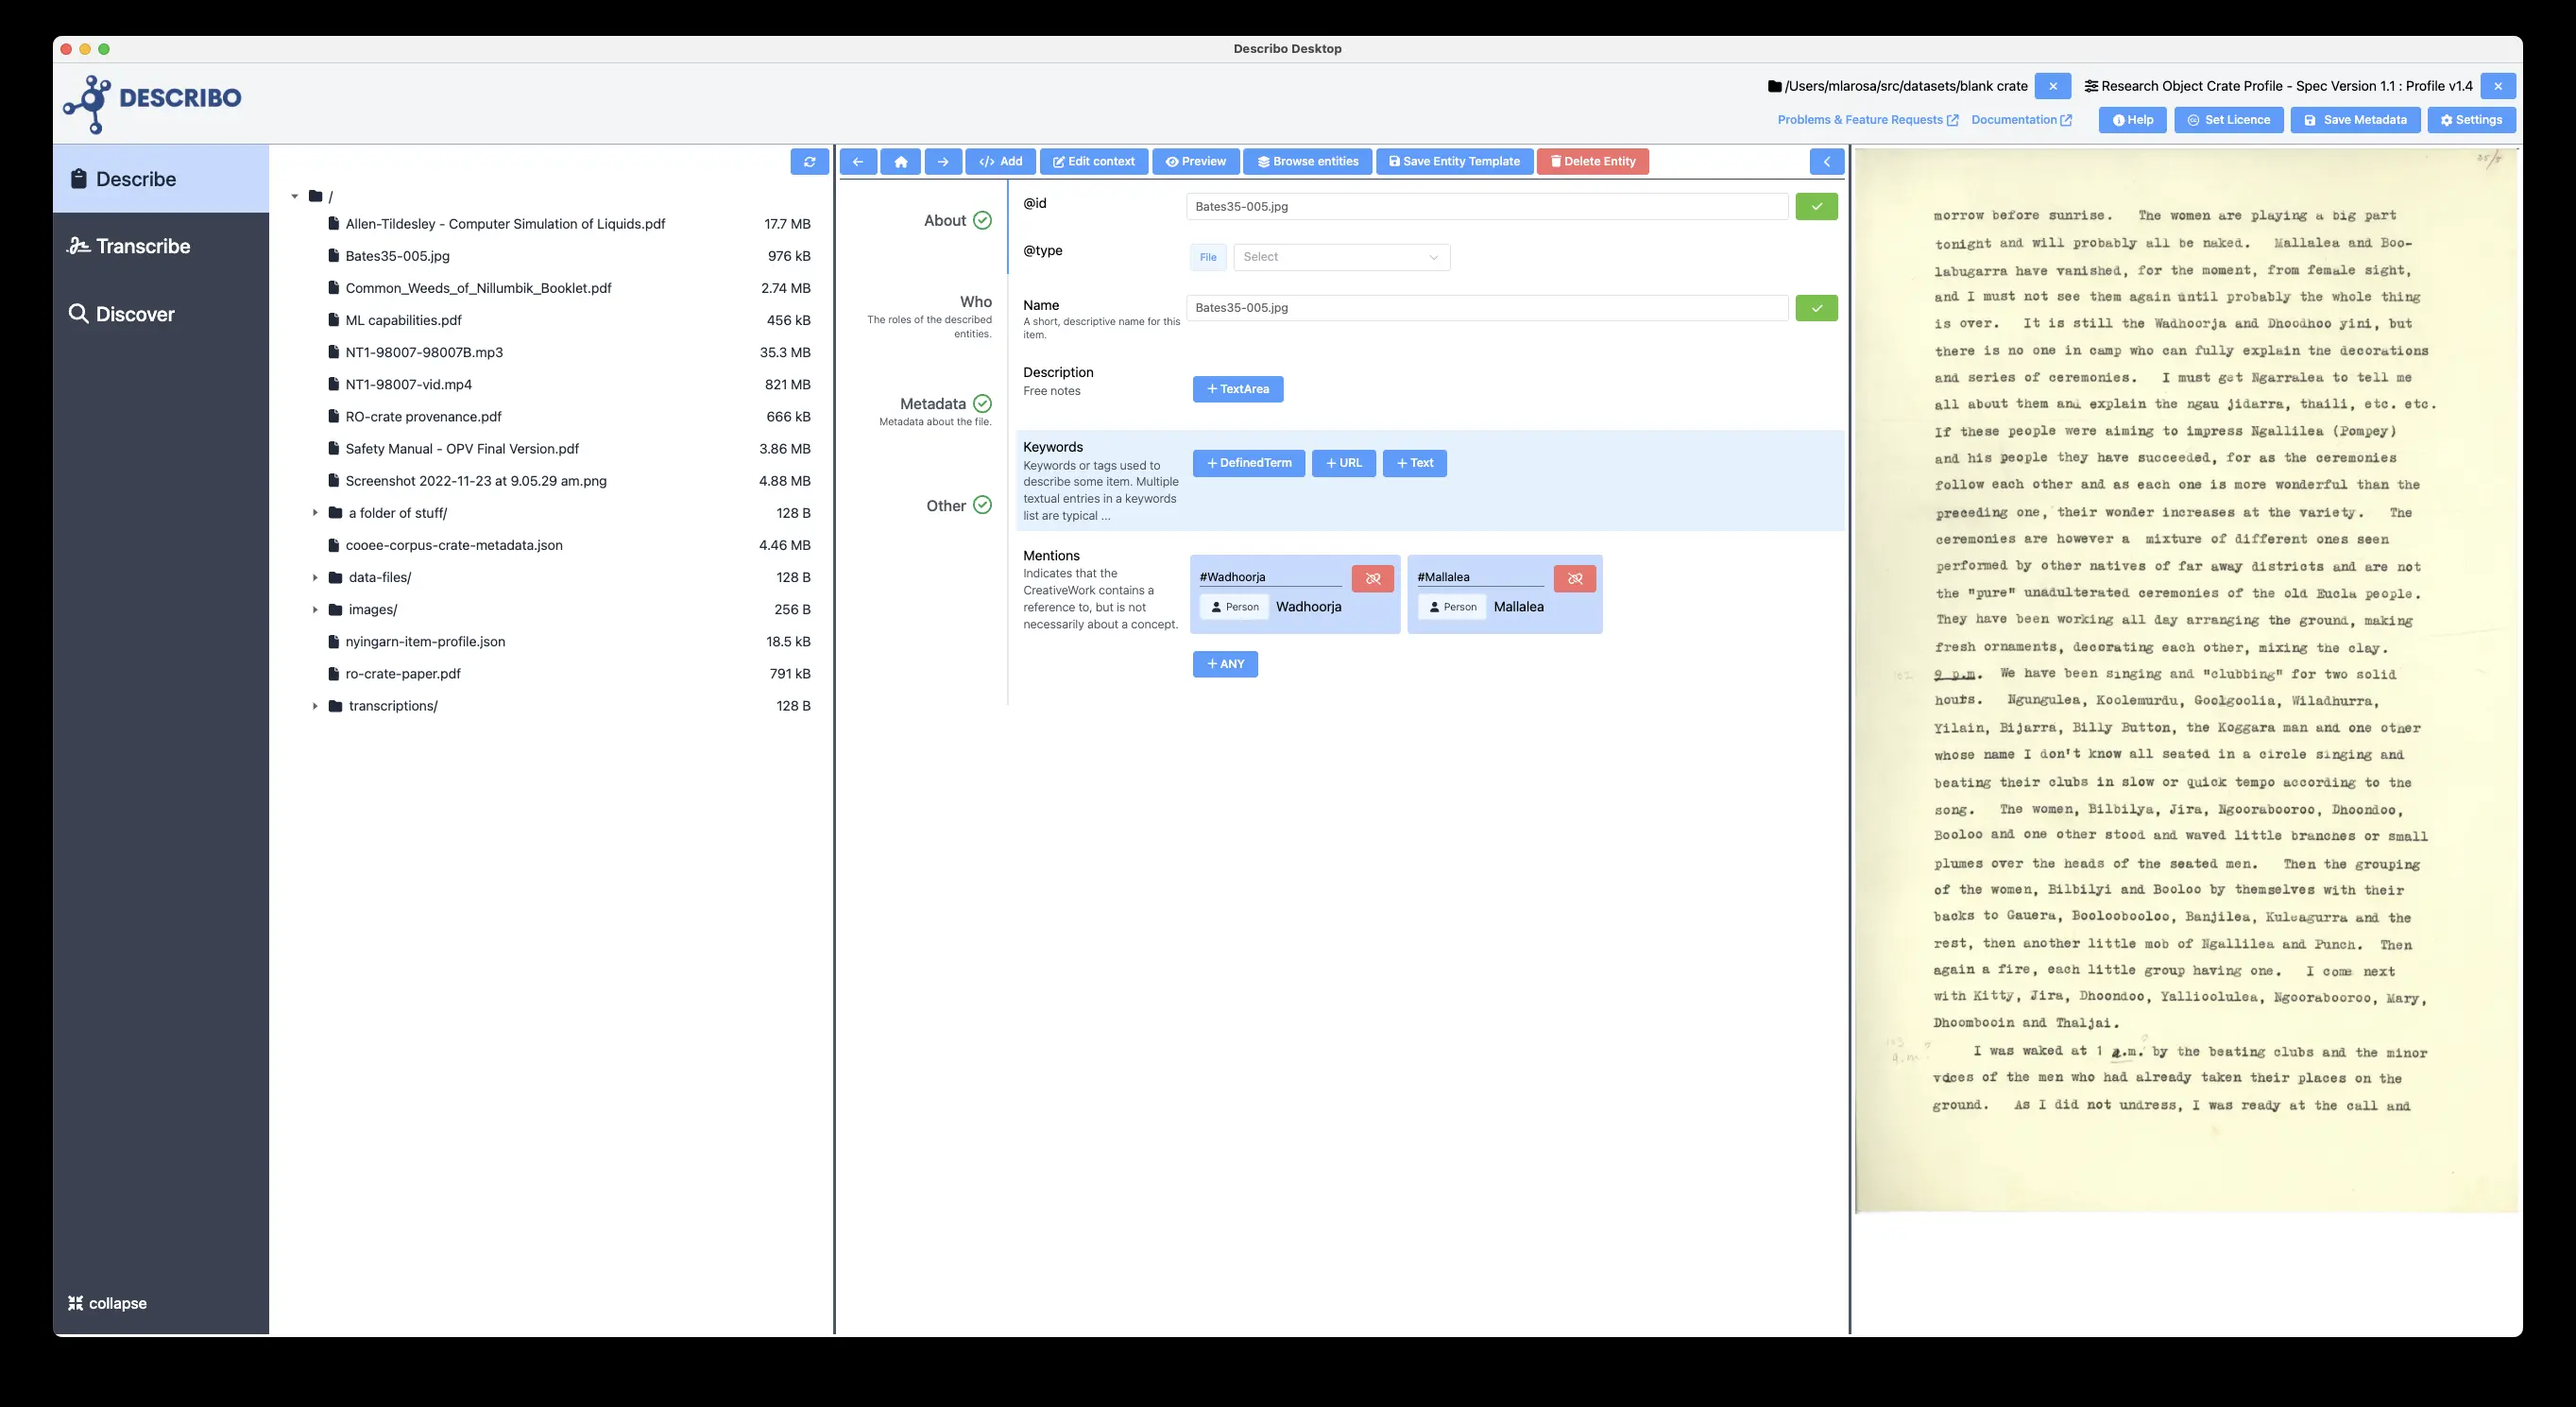 Describo Desktop
DESCRIBO
/Users/mlarosa/src/datasets/blank crate
Research Object Crate Profile - Spec Version 1.1 : Profile v1.4
Problems & Feature Requests
Documentation
Help
Set Licence
Save Metadata
Settings
Describe
Transcribe
Discover
collapse
/
Allen-Tildesley - Computer Simulation of Liquids.pdf 17.7 MB
Bates35-005.jpg 976 kB
Common_Weeds_of_Nillumbik_Booklet.pdf 2.74 MB
ML capabilities.pdf 456 kB
NT1-98007-98007B.mp3 35.3 MB
NT1-98007-vid.mp4 821 MB
RO-crate provenance.pdf 666 kB
Safety Manual - OPV Final Version.pdf 3.86 MB
Screenshot 2022-11-23 at 9.05.29 am.png 4.88 MB
a folder of stuff/ 128 B
cooee-corpus-crate-metadata.json 4.46 MB
data-files/ 128 B
images/ 256 B
nyingarn-item-profile.json 18.5 kB
ro-crate-paper.pdf 791 kB
transcriptions/ 128 B
Add
Edit context
Preview
Browse entities
Save Entity Template
Delete Entity
About
Who
The roles of the described
entities.
Metadata
Metadata about the file.
Other
@id
Bates35-005.jpg
@type
File
Select
Name
A short, descriptive name for this
item.
Bates35-005.jpg
Description
Free notes
+ TextArea
Keywords
Keywords or tags used to
describe some item. Multiple
textual entries in a keywords
list are typical ...
+ DefinedTerm
+ URL
+ Text
Mentions
Indicates that the
CreativeWork contains a
reference to, but is not
necessarily about a concept.
#Wadhoorja
Person Wadhoorja
#Mallalea
Person Mallalea
+ ANY
morrow before sunrise. The women are playing a big part
tonight and will probably all be naked. Mallalea and Boo-
labugarra have vanished, for the moment, from female sight,
and I must not see them again until probably the whole thing
is over. It is still the Wadhoorja and Dhoodhoo yini, but
there is no one in camp who can fully explain the decorations
and series of ceremonies. I must get Ngarralea to tell me
all about them and explain the ngau jidarra, thaili, etc. etc.
If these people were aiming to impress Ngallilea (Pompey)
and his people they have succeeded, for as the ceremonies
follow each other and as each one is more wonderful than the
preceding one, their wonder increases at the variety. The
ceremonies are however a mixture of different ones seen
performed by other natives of far away districts and are not
the "pure" unadulterated ceremonies of the old Eucla people.
They have been working all day arranging the ground, making
fresh ornaments, decorating each other, mixing the clay.
9 p.m. We have been singing and "clubbing" for two solid
hours. Ngungulea, Koolemurdu, Goolgoolia, Wiladhurra,
Yilain, Bijarra, Billy Button, the Koggara man and one other
whose name I don't know all seated in a circle singing and
beating their clubs in slow or quick tempo according to the
song. The women, Bilbilya, Jira, Ngoorabooroo, Dhoondoo,
Booloo and one other stood and waved little branches or small
plumes over the heads of the seated men. Then the grouping
of the women, Bilbilyi and Booloo by themselves with their
backs to Gauera, Booloobooloo, Banjilea, and the
rest, then another little mob of Ngallilea and Punch. Then
again a fire, each little group having one. I come next
with Kitty, Jira, Dhoondoo, Yallioolulea, Ngoorabooroo, Mary,
Dhoombooin and Thaljai.
I was waked at 1 a.m. by the beating clubs and the minor
voices of the men who had already taken their places on the
ground. As I did not undress, I was ready at the call and